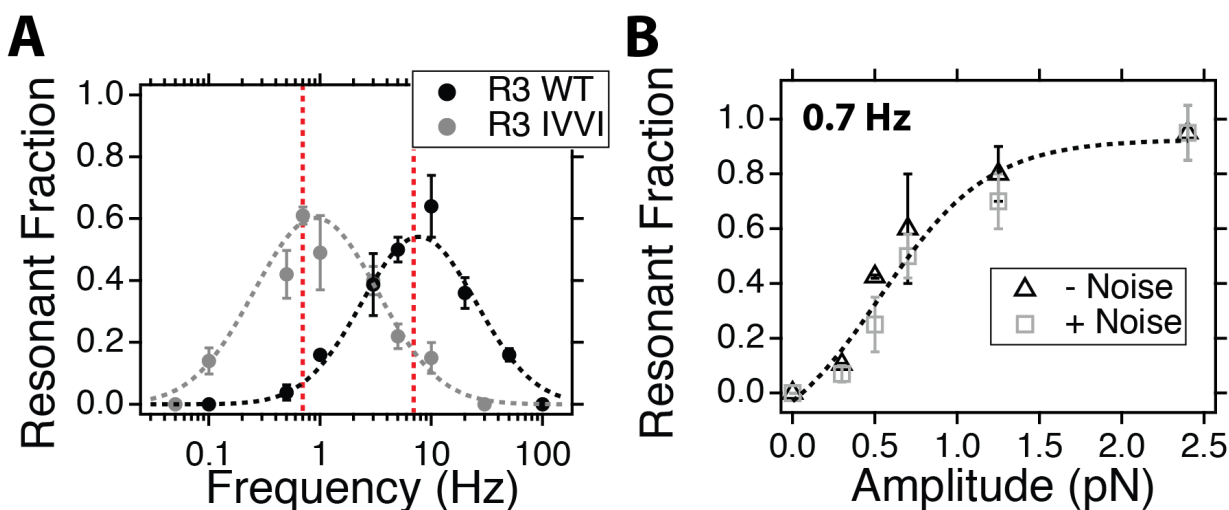 A
Resonant Fraction
1.0
0.8
0.6
0.4
0.2
0.0
R3 WT
R3 IVVI
0.1
1
10
100
Frequency (Hz)
B
Resonant Fraction
1.0
0.8
0.6
0.4
0.2
0.0
0.7 Hz
- Noise
+ Noise
0.0
0.5
1.0
1.5
2.0
2.5
Amplitude (pN)